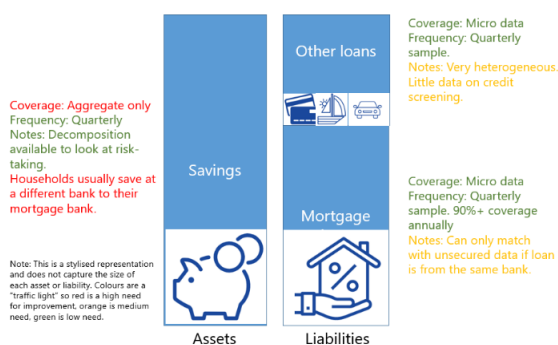 Coverage: Aggregate only
Frequency: Quarterly
Notes: Decomposition
available to look at risk-
taking.
Households usually save at
a different bank to their
mortgage bank.
Note: This is a stylised representation
and does not capture the size of
each asset or liability. Colours are a
"traffic light" so red is a high need
for improvement, orange is medium
need, green is low need.
Savings
Assets
Other loans
Mortgage
%
Liabilities
Coverage: Micro data
Frequency: Quarterly
sample.
Notes: Very heterogeneous.
Little data on credit
screening.
Coverage: Micro data
Frequency: Quarterly
sample. 90%+ coverage
annually
Notes: Can only match
with unsecured data if loan
is from the same bank.